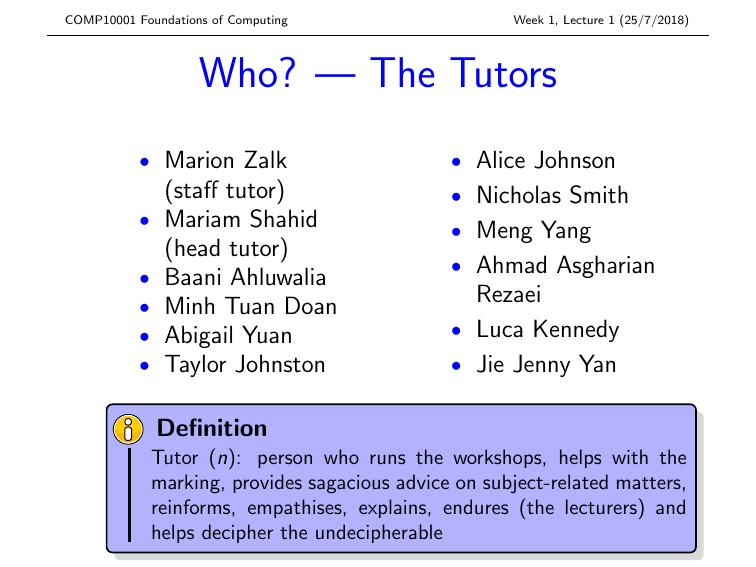 COMP10001 Foundations of Computing
Week 1, Lecture 1 (25/7/2018)
Who? — The Tutors
• Marion Zalk
(staff tutor)
• Mariam Shahid
(head tutor)
• Baani Ahluwalia
• Minh Tuan Doan
• Abigail Yuan
• Taylor Johnston
• Alice Johnson
• Nicholas Smith
• Meng Yang
• Ahmad Asgharian
Rezaei
• Luca Kennedy
• Jie Jenny Yan
Definition
Tutor (n): person who runs the workshops, helps with the
marking, provides sagacious advice on subject-related matters,
reinforms, empathises, explains, endures (the lecturers) and
helps decipher the undecipherable